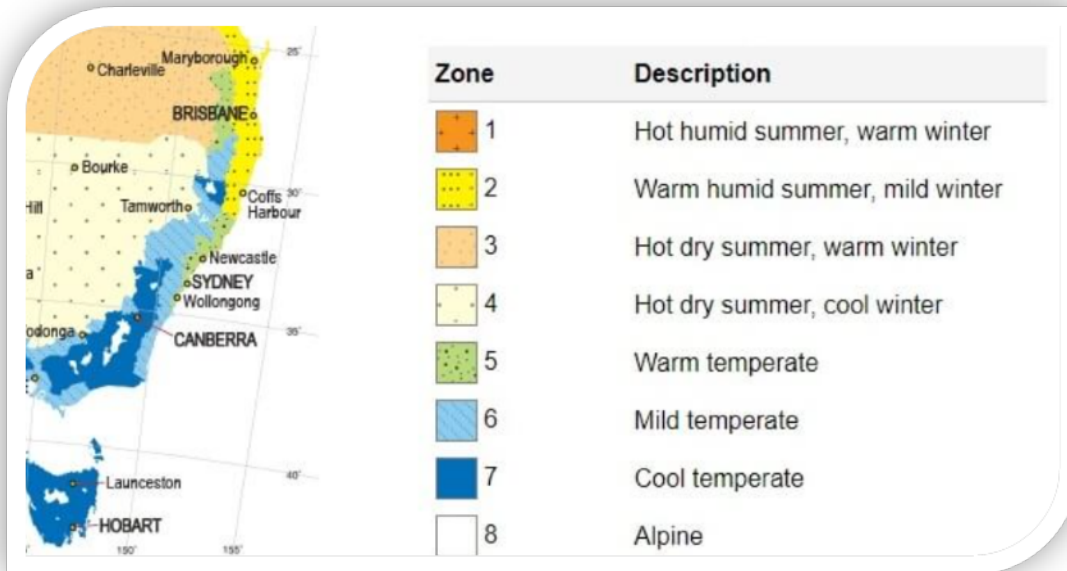 25°
Maryborough
Charleville
BRISBANE
Bourke
30°
Coffs
Harbour
Tamworth
Hill
Newcastle
SYDNEY
Wollongong
a
odonga
35°
CANBERRA
40°
Launceston
HOBART
150°
155°
Zone Description
1 Hot humid summer, warm winter
2 Warm humid summer, mild winter
3 Hot dry summer, warm winter
4 Hot dry summer, cool winter
5 Warm temperate
6 Mild temperate
7 Cool temperate
8 Alpine